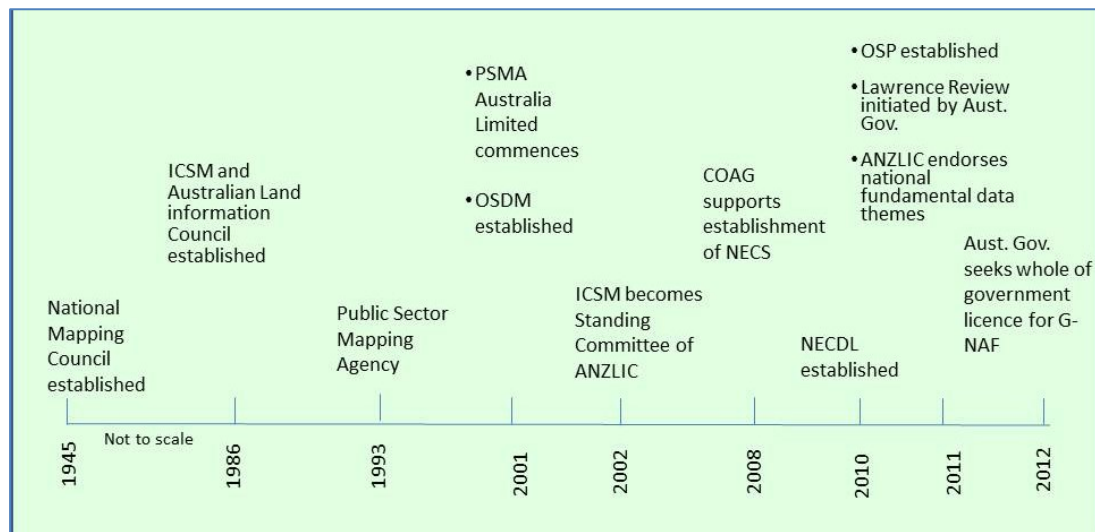 National
Mapping
Council
established
ICSM and
Australian Land
information
Council
established
Public Sector
Mapping
Agency
•PSMA
Australia
Limited
commences
•OSDM
established
ICSM becomes
Standing
Committee of
ANZLIC
COAG
supports
establishment
of NECS
NECDL
established
•OSP established
•Lawrence Review
initiated by Aust.
Gov.
•ANZLIC endorses
national
fundamental data
themes
Aust. Gov.
seeks whole of
government
licence for G-
NAF
Not to scale
1945
1986
1993
2001
2002
2008
2010
2011
2012